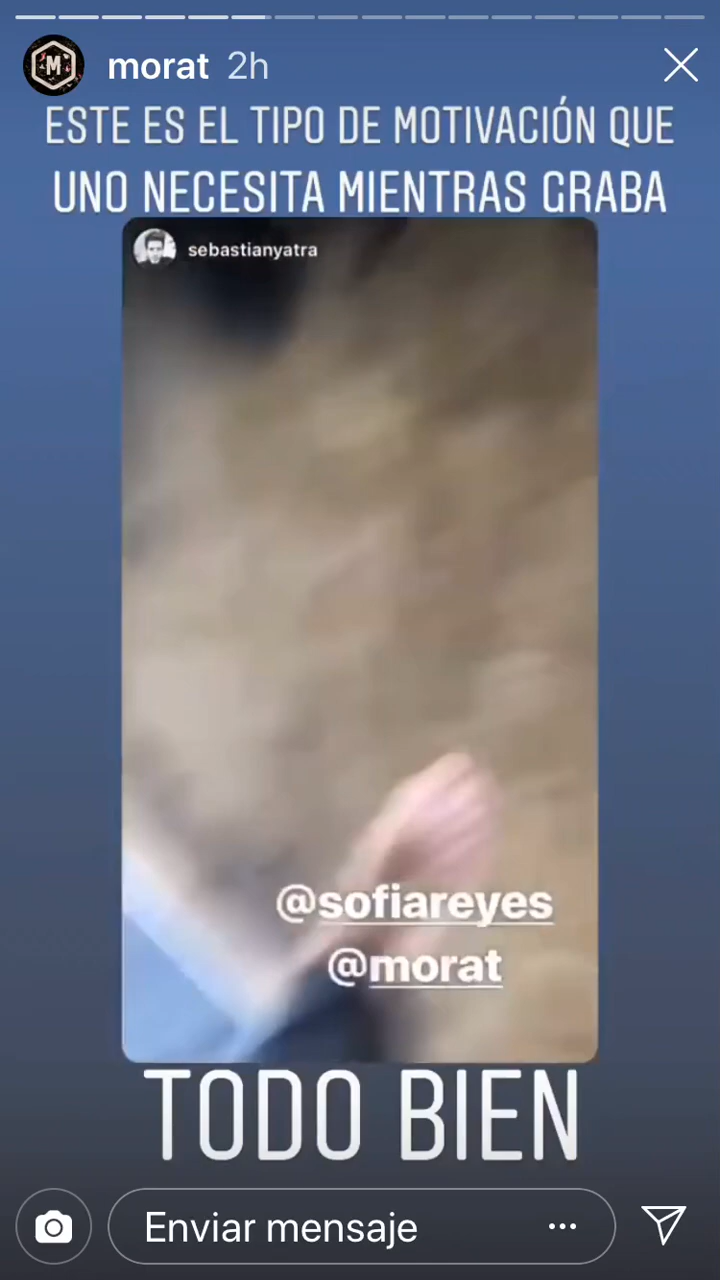 morat 2h
ESTE ES EL TIPO DE MOTIVACIÓN QUE
UNO NECESITA MIENTRAS GRABA
sebastianyatra
@sofiareyes
@morat
TODO BIEN
Enviar mensaje